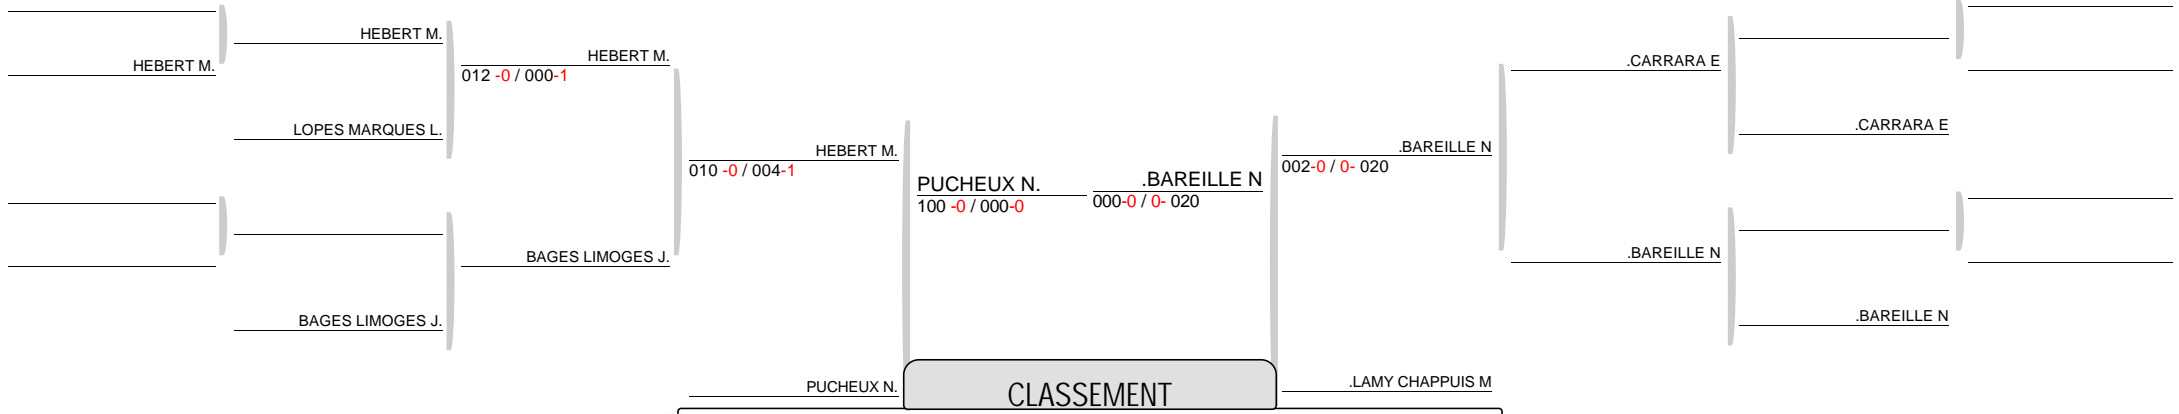 HEBERT M.
HEBERT M.
HEBERT M.
012 -0 / 000-1
LOPES MARQUES L.
HEBERT M.
010 -0 / 004-1
BAGES LIMOGES J.
BAGES LIMOGES J.
PUCHEUX N.
PUCHEUX N.
100 -0 / 000-0
.BAREILLE N
000-0 / 0- 020
CLASSEMENT
.BAREILLE N
002-0 / 0- 020
.LAMY CHAPPUIS M
.CARRARA E
.CARRARA E
.BAREILLE N
.BAREILLE N